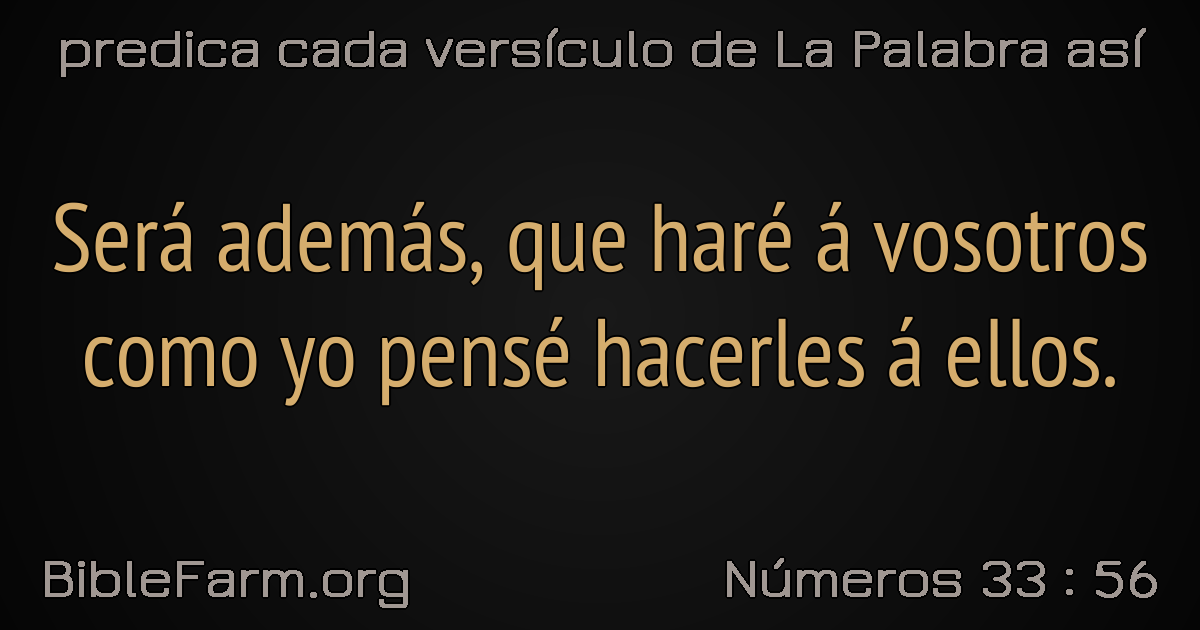 predica cada versículo de La Palabra así
Será además, que haré á vosotros
como yo pensé hacerles á ellos.
BibleFarm.org
Números 33 : 56